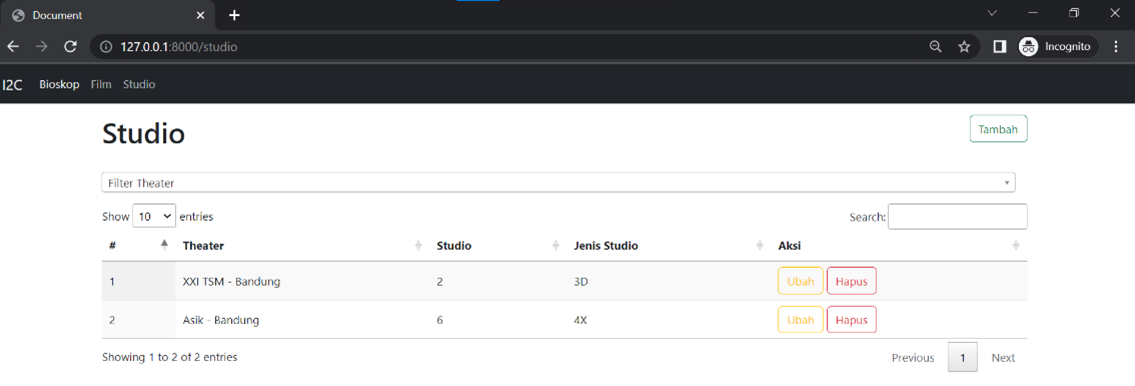 Document
127.0.0.1:8000/studio
Incognito
I2C Bioskop Film Studio
Studio
Tambah
Filter Theater
Show 10 entries
Search:
# Theater Studio Jenis Studio Aksi
1 XXI TSM - Bandung 2 3D Ubah Hapus
2 Asik - Bandung 6 4X Ubah Hapus
Showing 1 to 2 of 2 entries
Previous 1 Next